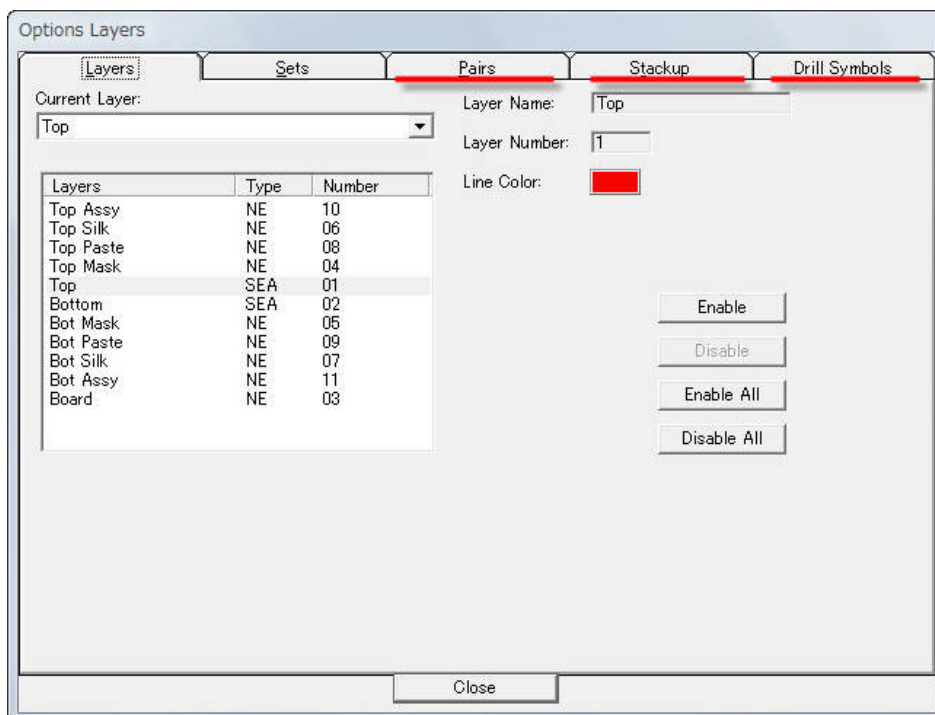 Options Layers
Layers Sets Pairs Stackup Drill Symbols
Current Layer:
Top
Layer Name: Top
Layer Number: 1
Line Color:
Layers Type Number
Top Assy NE 10
Top Silk NE 06
Top Paste NE 08
Top Mask NE 04
Top SEA 01
Bottom SEA 02
Bot Mask NE 05
Bot Paste NE 09
Bot Silk NE 07
Bot Assy NE 11
Board NE 03
Enable
Disable
Enable All
Disable All
Close